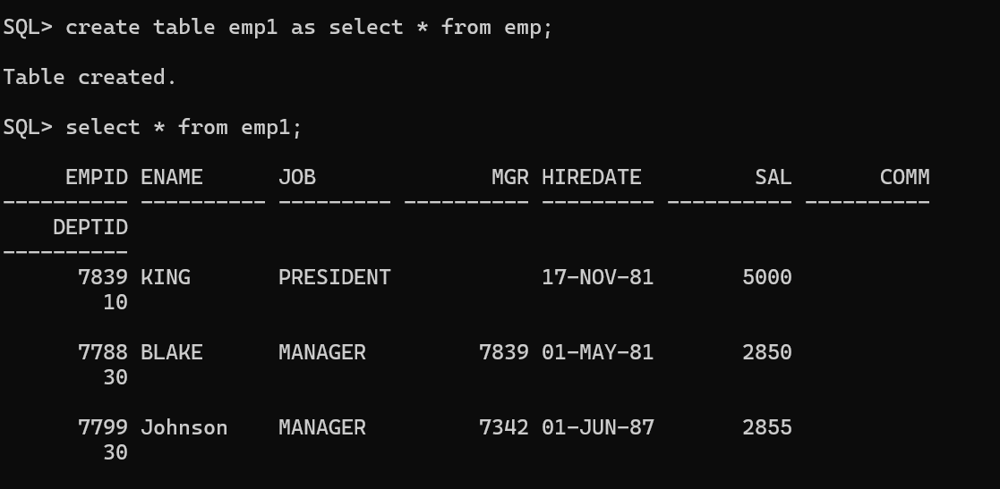 SQL> create table emp1 as select * from emp;
Table created.
SQL> select * from emp1;
     EMPID ENAME      JOB              MGR HIREDATE         SAL       COMM
---------- ---------- --------- ---------- --------- ---------- ----------
    DEPTID
----------
      7839 KING       PRESIDENT            17-NOV-81       5000
        10
      7788 BLAKE      MANAGER         7839 01-MAY-81       2850
        30
      7799 Johnson    MANAGER         7342 01-JUN-87       2855
        30